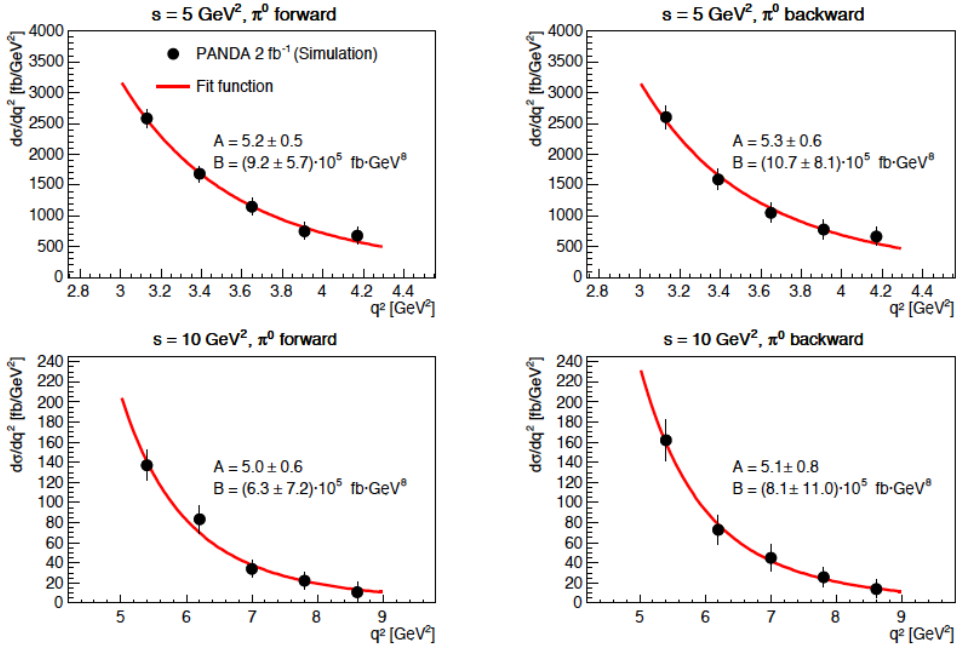 s = 5 GeV², π⁰ forward
dσ/dq² [fb/GeV²]
4000
3500
3000
2500
2000
1500
1000
500
0
PANDA 2 fb⁻¹ (Simulation)
Fit function
A = 5.2 ± 0.5
B = (9.2 ± 5.7)·10⁵ fb·GeV⁸
2.8 3 3.2 3.4 3.6 3.8 4 4.2 4.4
q² [GeV²]
s = 5 GeV², π⁰ backward
dσ/dq² [fb/GeV²]
4000
3500
3000
2500
2000
1500
1000
500
0
A = 5.3 ± 0.6
B = (10.7 ± 8.1)·10⁵ fb·GeV⁸
2.8 3 3.2 3.4 3.6 3.8 4 4.2 4.4
q² [GeV²]
s = 10 GeV², π⁰ forward
dσ/dq² [fb/GeV²]
240
220
200
180
160
140
120
100
80
60
40
20
0
A = 5.0 ± 0.6
B = (6.3 ± 7.2)·10⁵ fb·GeV⁸
5 6 7 8 9
q² [GeV²]
s = 10 GeV², π⁰ backward
dσ/dq² [fb/GeV²]
240
220
200
180
160
140
120
100
80
60
40
20
0
A = 5.1 ± 0.8
B = (8.1 ± 11.0)·10⁵ fb·GeV⁸
5 6 7 8 9
q² [GeV²]